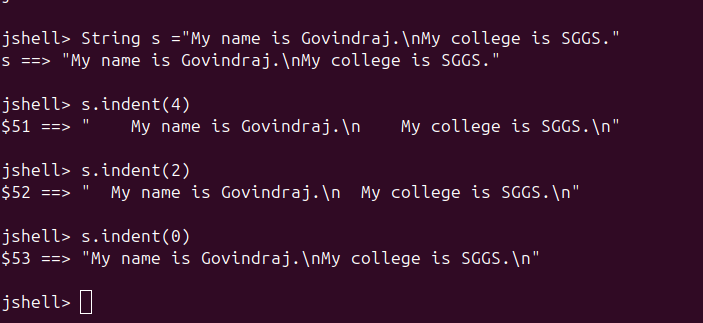 jshell> String s ="My name is Govindraj.\nMy college is SGGS."
s ==> "My name is Govindraj.\nMy college is SGGS."
jshell> s.indent(4)
$51 ==> "    My name is Govindraj.\n    My college is SGGS.\n"
jshell> s.indent(2)
$52 ==> "  My name is Govindraj.\n  My college is SGGS.\n"
jshell> s.indent(0)
$53 ==> "My name is Govindraj.\nMy college is SGGS.\n"
jshell>